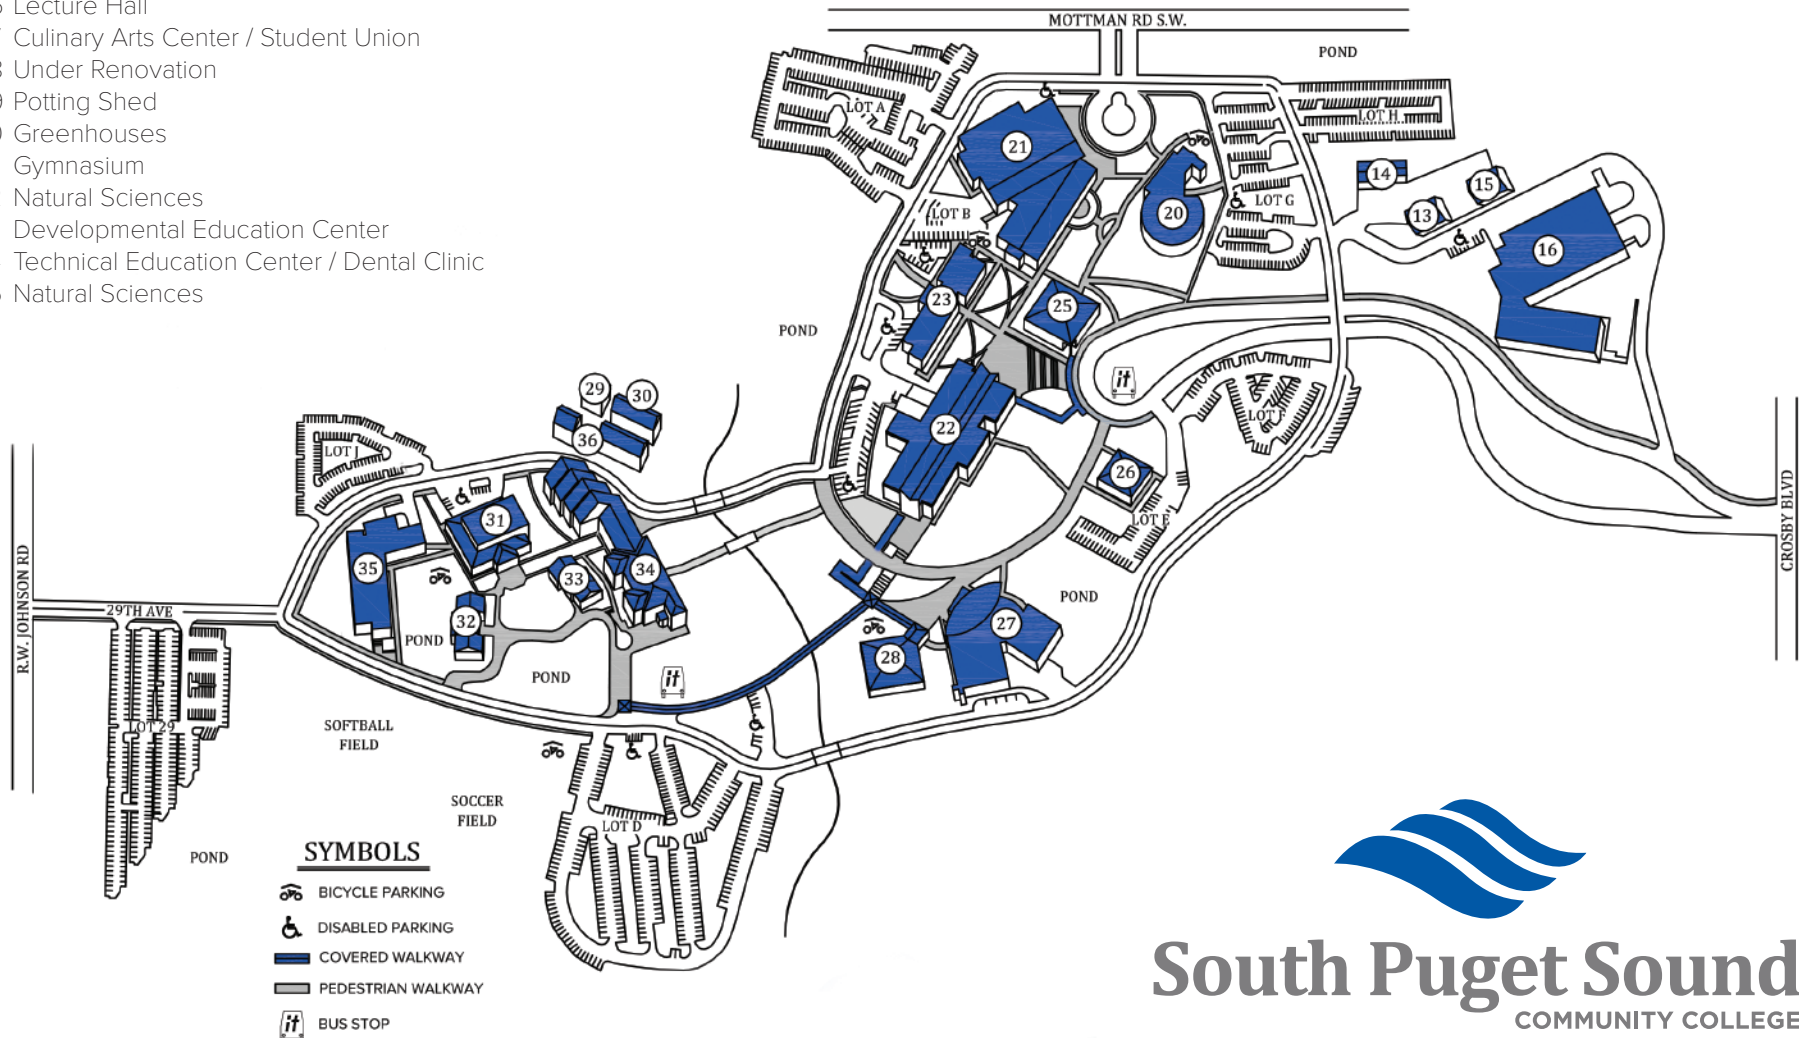 Lecture Hall
Culinary Arts Center / Student Union
Under Renovation
Potting Shed
Greenhouses
Gymnasium
Natural Sciences
Developmental Education Center
Technical Education Center / Dental Clinic
Natural Sciences
MOTTMAN RD S.W.
POND
LOT A
LOT H
21
14
15
LOT G
20
13
LOT B
16
23
25
POND
it
29
30
LOT F
22
36
LOT J
26
31
LOT E
35
33
34
CROSBY BLVD
R.W. JOHNSON RD
29TH AVE
POND
32
27
POND
28
POND
it
LOT 29
SOFTBALL
FIELD
SOCCER
FIELD
LOT D
POND
SYMBOLS
BICYCLE PARKING
DISABLED PARKING
COVERED WALKWAY
PEDESTRIAN WALKWAY
it BUS STOP
South Puget Sound
COMMUNITY COLLEGE